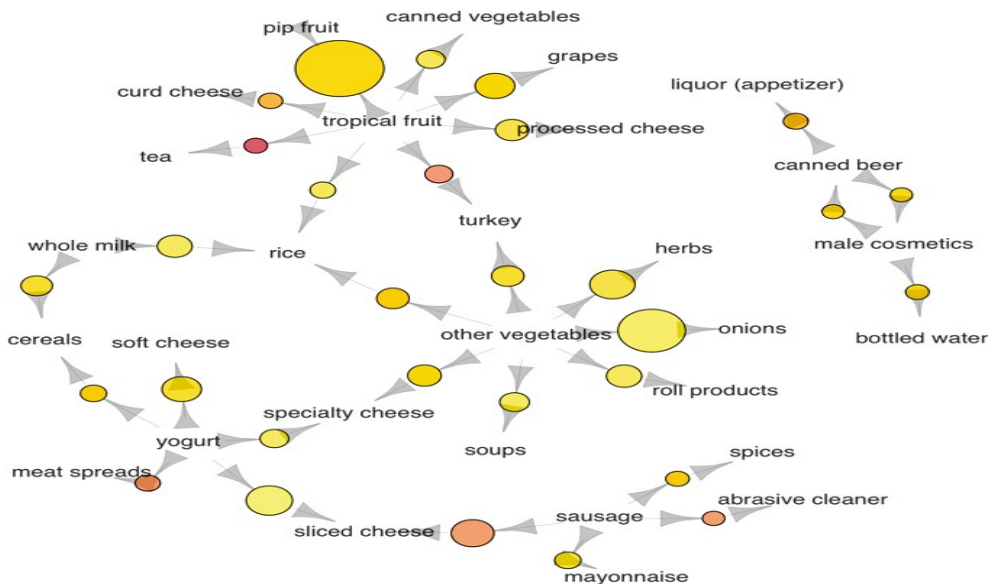 canned vegetables
pip fruit
grapes
liquor (appetizer)
curd cheese
tropical fruit
processed cheese
tea
canned beer
turkey
whole milk
rice
herbs
male cosmetics
cereals
soft cheese
other vegetables
onions
bottled water
roll products
specialty cheese
yogurt
soups
spices
meat spreads
abrasive cleaner
sliced cheese
sausage
mayonnaise